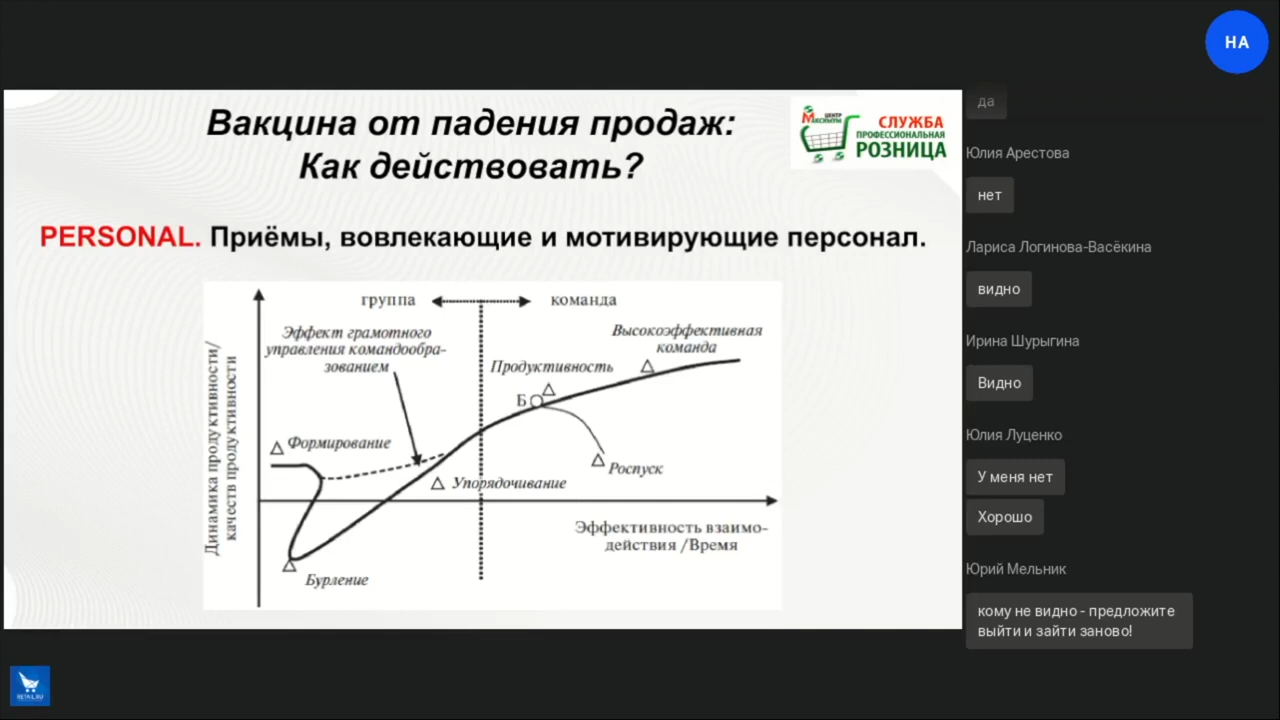 НА
Вакцина от падения продаж:
Как действовать?
ЦЕНТР
МАКСИМУМ
СЛУЖБА
ПРОФЕССИОНАЛЬНАЯ
РОЗНИЦА
PERSONAL. Приёмы, вовлекающие и мотивирующие персонал.
группа
команда
Эффект грамотного
управления командообра-
зованием
Высокоэффективная
команда
Продуктивность
Б
Формирование
Роспуск
Упорядочивание
Динамика продуктивности/
качеств продуктивности
Эффективность взаимо-
действия /Время
Бурление
да
Юлия Арестова
нет
Лариса Логинова-Васёкина
видно
Ирина Шурыгина
Видно
Юлия Луценко
У меня нет
Хорошо
Юрий Мельник
кому не видно - предложите
выйти и зайти заново!
RETAIL.RU